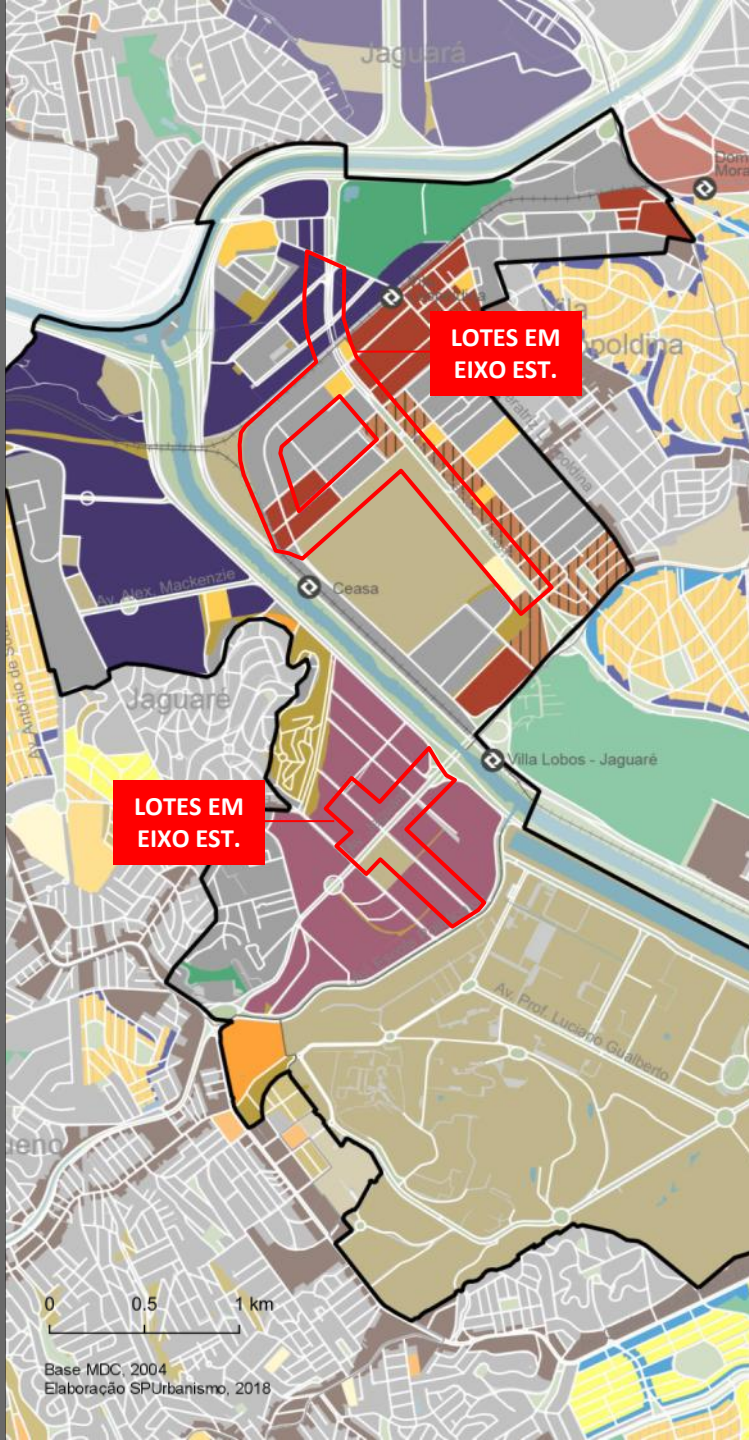 Jaguará
Dom
Mora
Vila
Leopoldina
LOTES EM
EIXO EST.
Ceasa
Av. Alex. Mackenzie
Jaguaré
Villa Lobos - Jaguaré
LOTES EM
EIXO EST.
Av. Prof. Luciano Gualberto
ueno
0 0.5 1 km
Base MDC, 2004
Elaboração SPUrbanismo, 2018